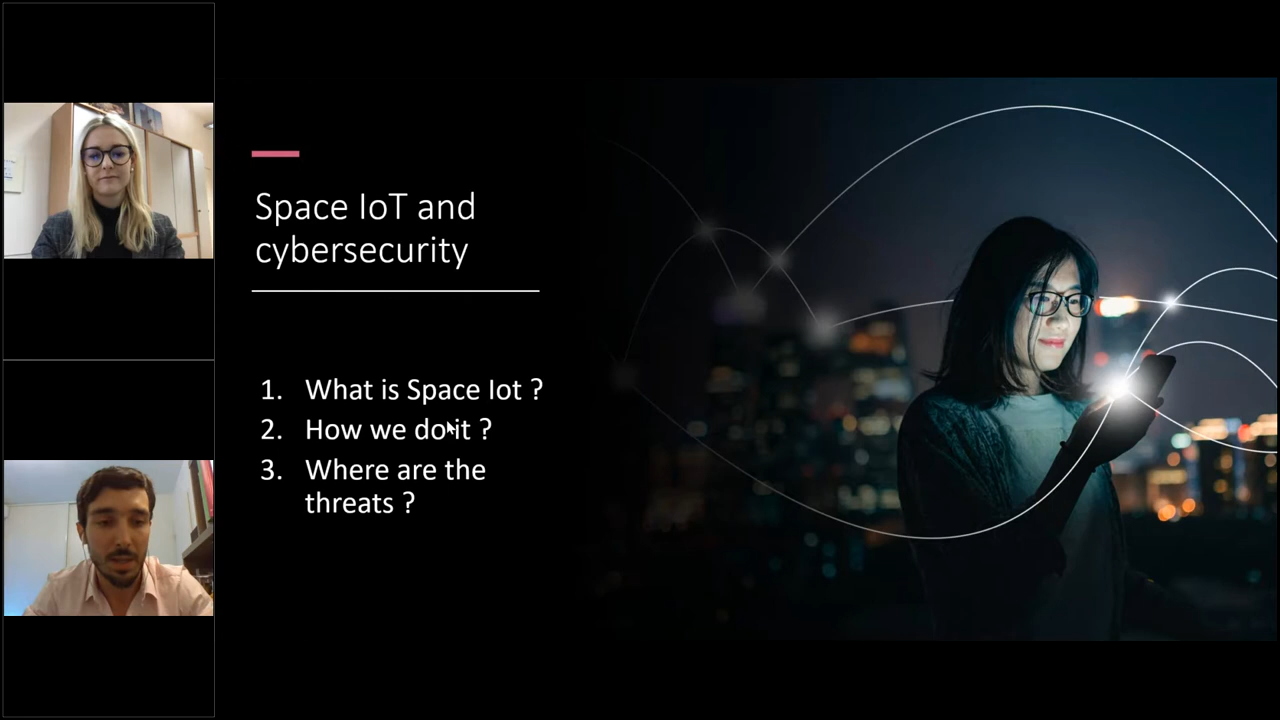 Space IoT and
cybersecurity
1. What is Space Iot ?
2. How we do it ?
3. Where are the
threats ?